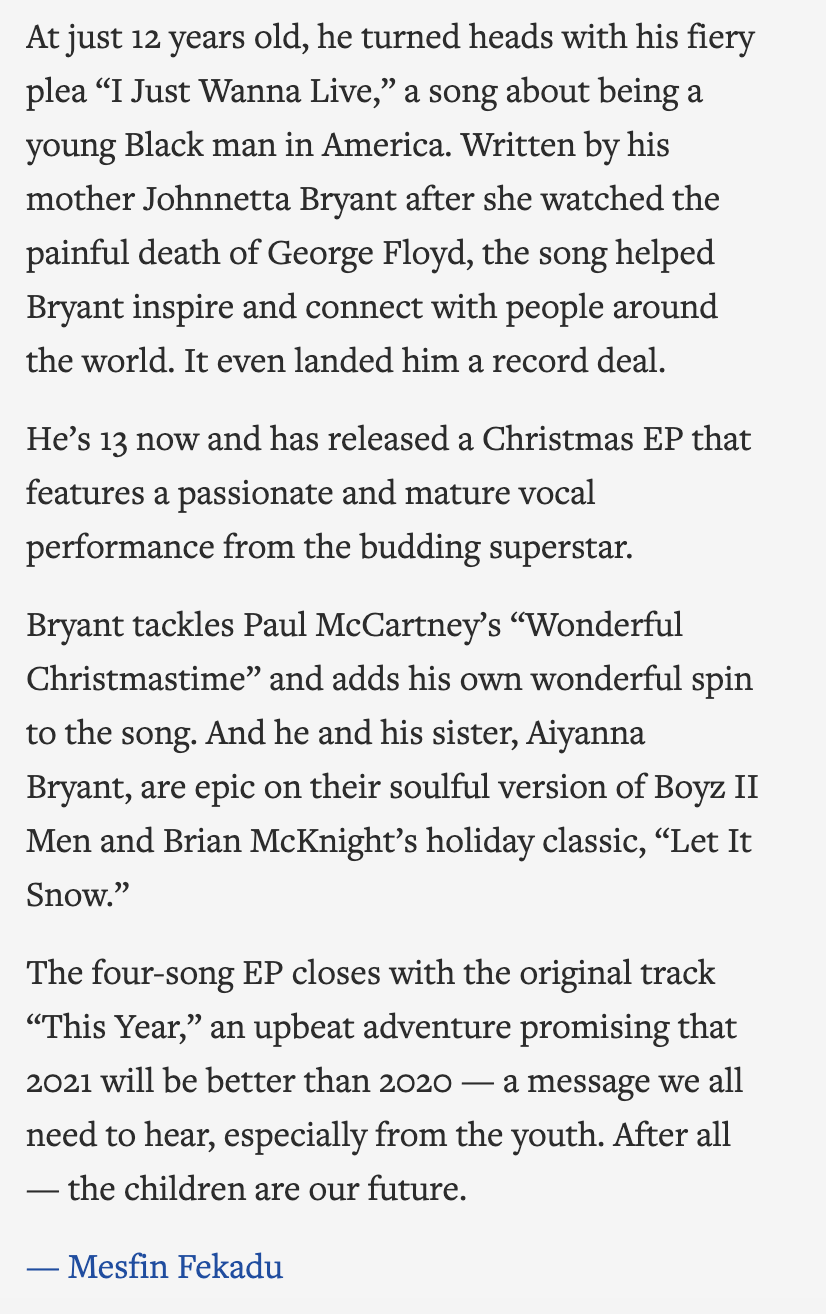 At just 12 years old, he turned heads with his fiery
plea “I Just Wanna Live,” a song about being a
young Black man in America. Written by his
mother Johnnetta Bryant after she watched the
painful death of George Floyd, the song helped
Bryant inspire and connect with people around
the world. It even landed him a record deal.
He’s 13 now and has released a Christmas EP that
features a passionate and mature vocal
performance from the budding superstar.
Bryant tackles Paul McCartney’s “Wonderful
Christmastime” and adds his own wonderful spin
to the song. And he and his sister, Aiyanna
Bryant, are epic on their soulful version of Boyz II
Men and Brian McKnight’s holiday classic, “Let It
Snow.”
The four-song EP closes with the original track
“This Year,” an upbeat adventure promising that
2021 will be better than 2020 — a message we all
need to hear, especially from the youth. After all
— the children are our future.
— Mesfin Fekadu